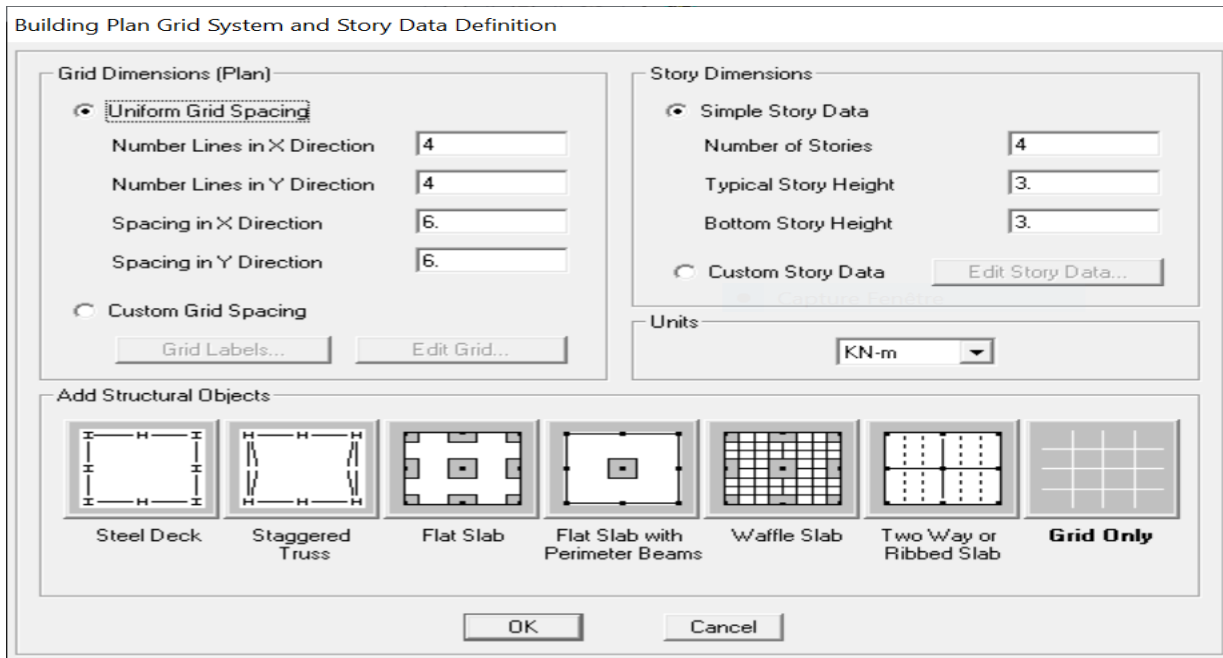 Building Plan Grid System and Story Data Definition
Grid Dimensions (Plan)
Uniform Grid Spacing
Number Lines in X Direction 4
Number Lines in Y Direction 4
Spacing in X Direction 6.
Spacing in Y Direction 6.
Custom Grid Spacing
Grid Labels... Edit Grid...
Story Dimensions
Simple Story Data
Number of Stories 4
Typical Story Height 3.
Bottom Story Height 3.
Custom Story Data Edit Story Data...
Capture Fenêtre
Units
KN-m
Add Structural Objects
Steel Deck
Staggered
Truss
Flat Slab
Flat Slab with
Perimeter Beams
Waffle Slab
Two Way or
Ribbed Slab
Grid Only
OK Cancel